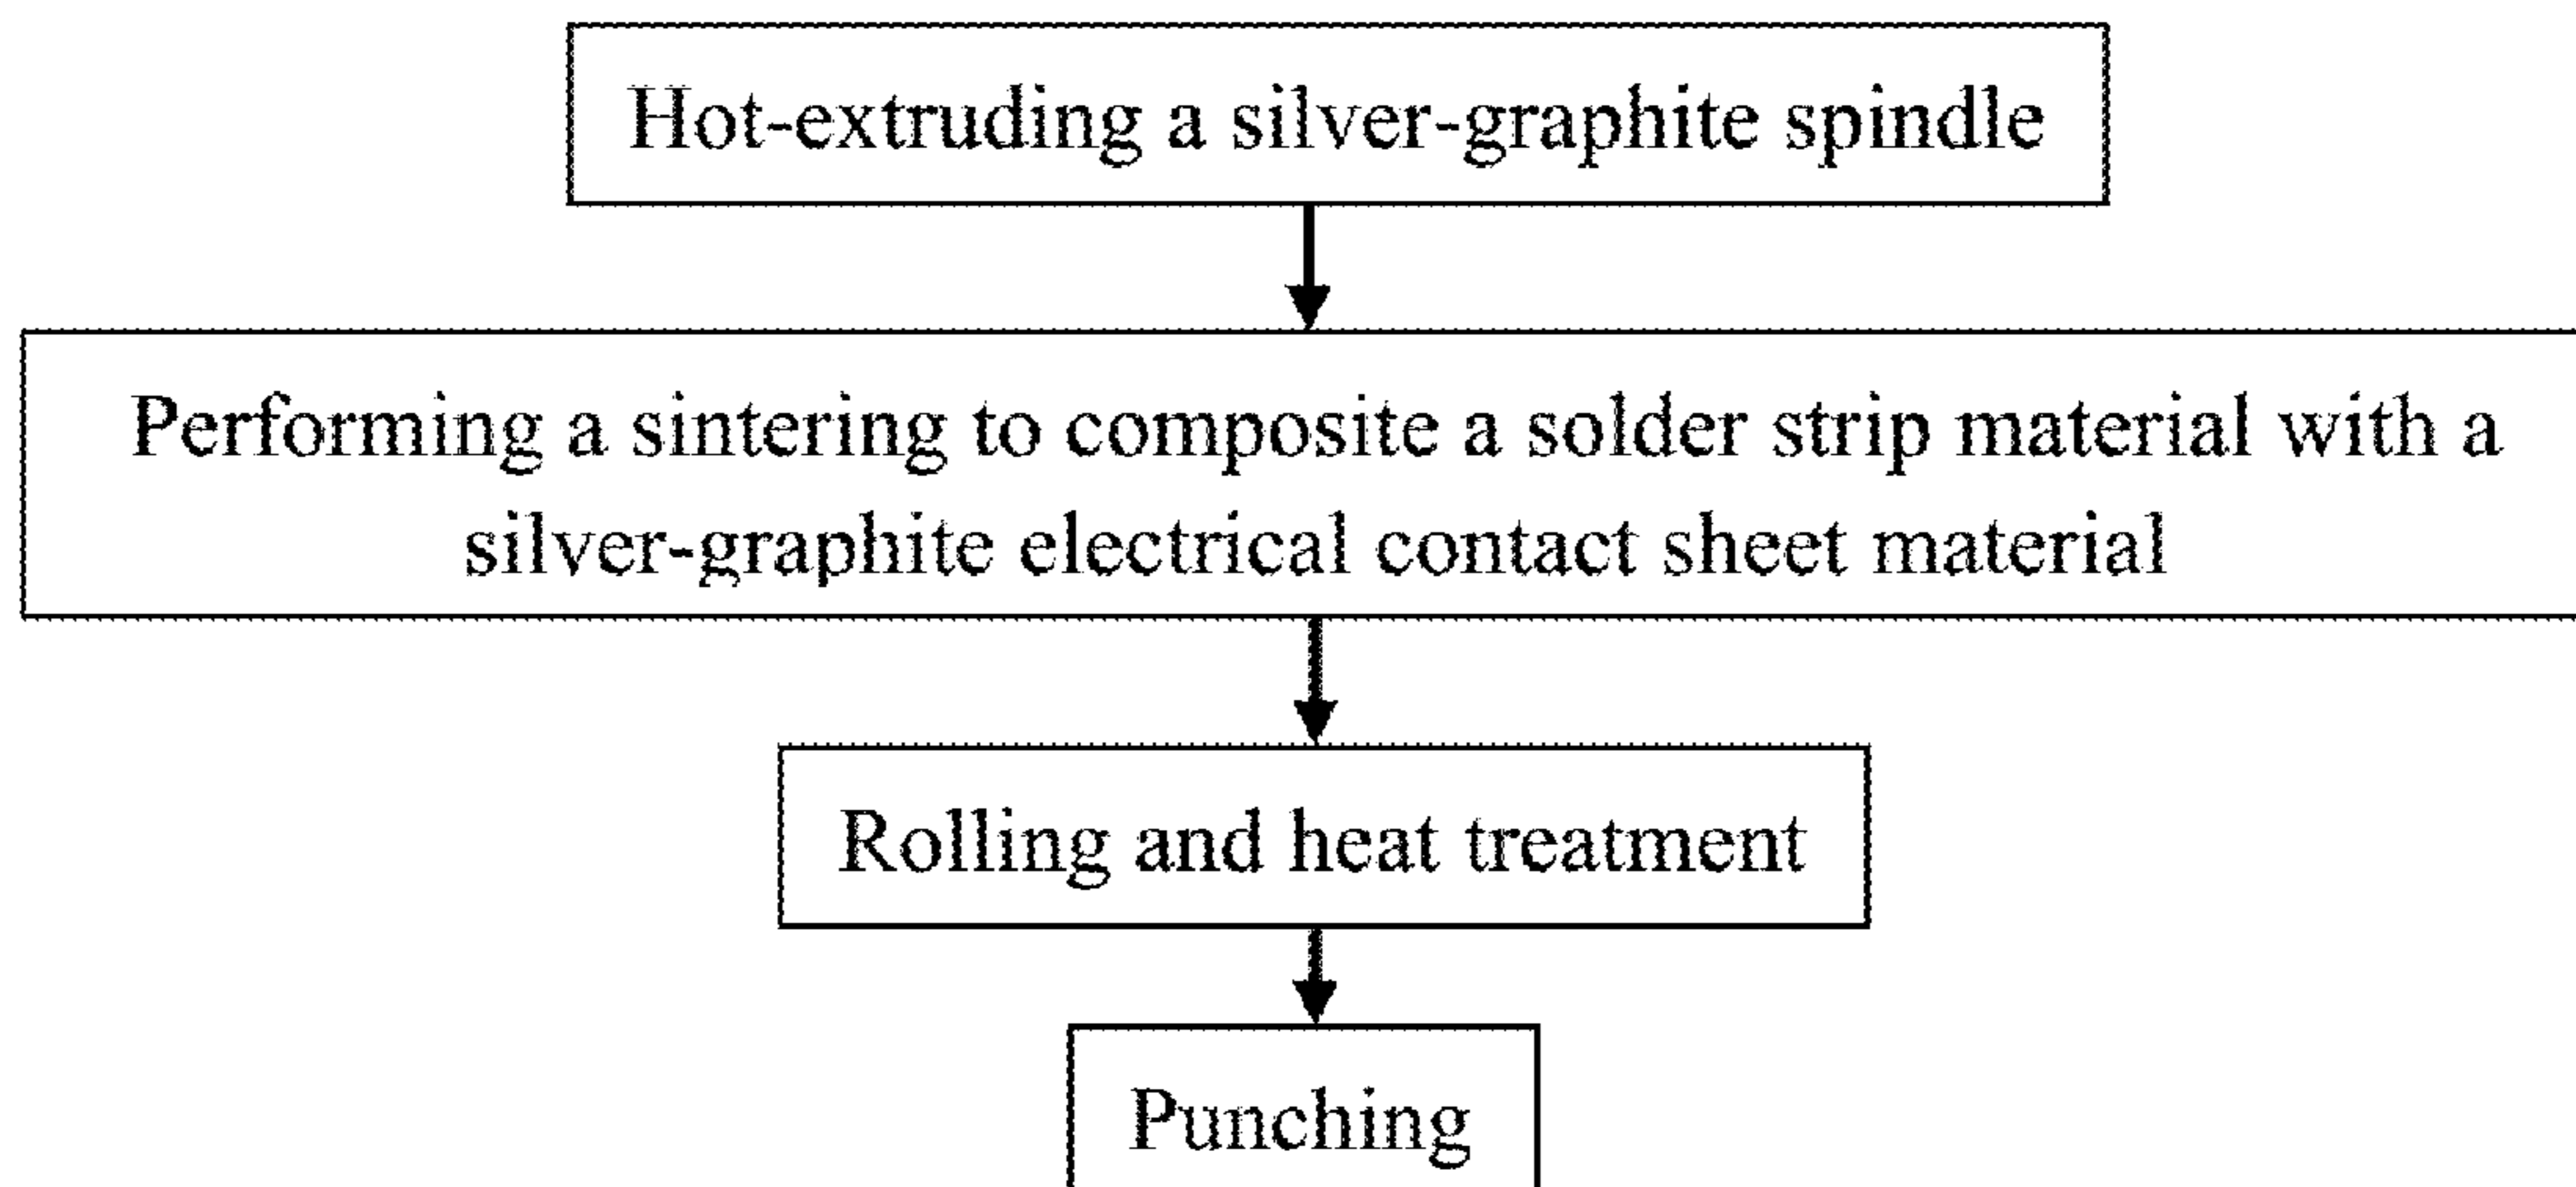 Hot-extruding a silver-graphite spindle
Performing a sintering to composite a solder strip material with a
silver-graphite electrical contact sheet material
Rolling and heat treatment
Punching